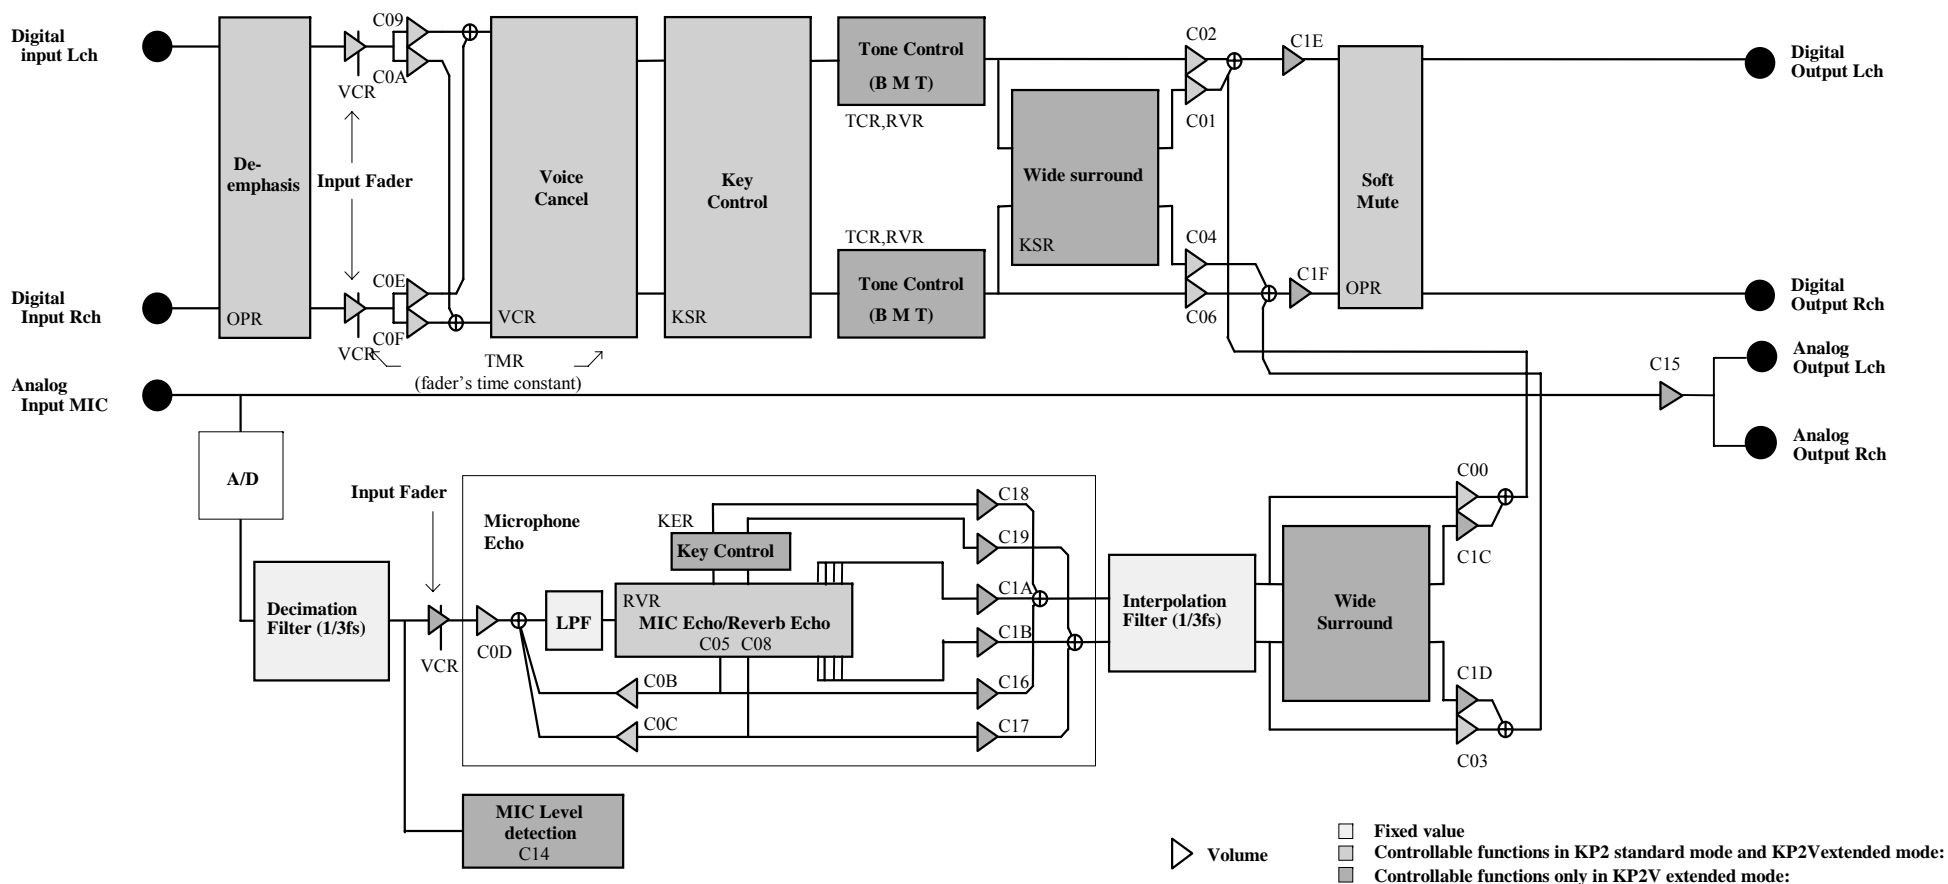 Digital
input Lch
C09
C0A
VCR
De-
emphasis
OPR
Input Fader
Digital
Input Rch
C0E
C0F
VCR
Voice
Cancel
VCR
TMR
(fader's time constant)
Key
Control
KSR
Tone Control
(B M T)
TCR,RVR
TCR,RVR
Tone Control
(B M T)
Wide surround
KSR
C02
C01
C04
C06
C1E
C1F
Soft
Mute
OPR
Digital
Output Lch
Digital
Output Rch
Analog
Input MIC
C15
Analog
Output Lch
Analog
Output Rch
A/D
Decimation
Filter (1/3fs)
Input Fader
VCR
Microphone
Echo
C0D
LPF
KER
Key Control
RVR
MIC Echo/Reverb Echo
C05 C08
C0B
C0C
C18
C19
C1A
C1B
C16
C17
Interpolation
Filter (1/3fs)
Wide
Surround
C00
C1C
C1D
C03
MIC Level
detection
C14
Volume
Fixed value
Controllable functions in KP2 standard mode and KP2Vextended mode:
Controllable functions only in KP2V extended mode: